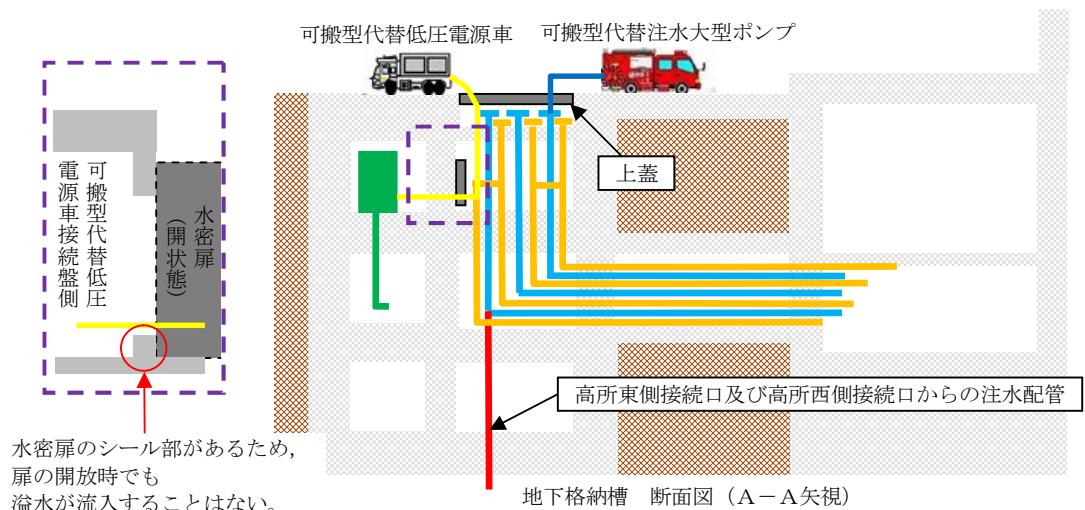 可搬型代替低圧電源車
可搬型代替注水大型ポンプ
上蓋
可搬型代替低圧
電源車接続盤側
水密扉
(開状態)
高所東側接続口及び高所西側接続口からの注水配管
水密扉のシール部があるため,
扉の開放時でも
溢水が流入することはない。
地下格納槽 断面図(A-A矢視)